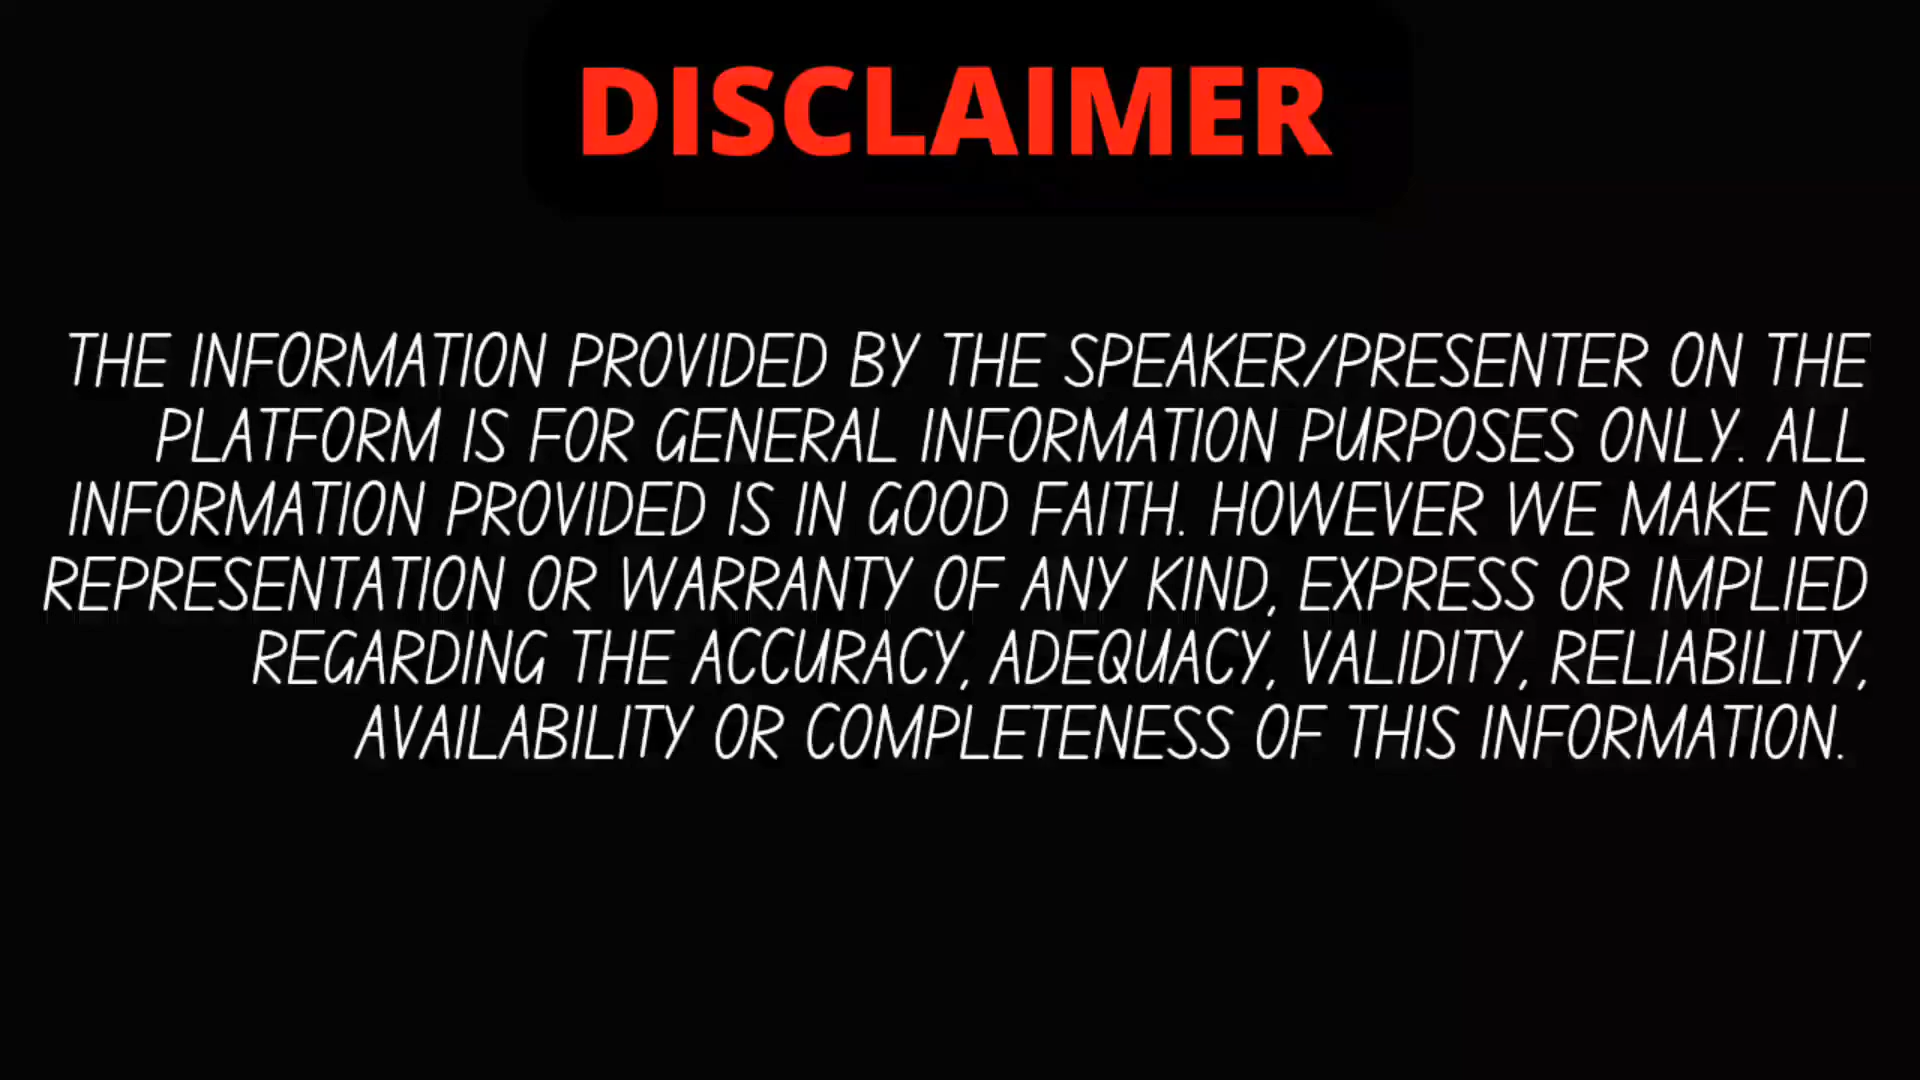 DISCLAIMER
THE INFORMATION PROVIDED BY THE SPEAKER/PRESENTER ON THE
PLATFORM IS FOR GENERAL INFORMATION PURPOSES ONLY. ALL
INFORMATION PROVIDED IS IN GOOD FAITH. HOWEVER WE MAKE NO
REPRESENTATION OR WARRANTY OF ANY KIND, EXPRESS OR IMPLIED
REGARDING THE ACCURACY, ADEQUACY, VALIDITY, RELIABILITY,
AVAILABILITY OR COMPLETENESS OF THIS INFORMATION.